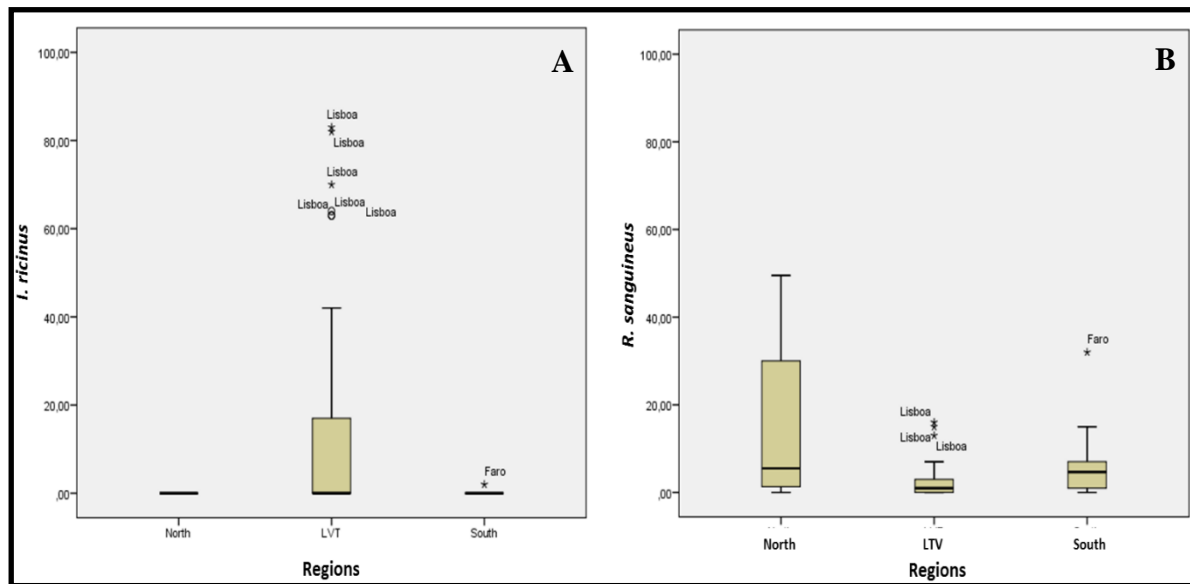 A
I. ricinus
100,00
80,00
60,00
40,00
20,00
,00
Lisboa
Lisboa
Lisboa
Lisboa Lisboa Lisboa
Faro
North LVT South
Regions
B
R. sanguineus
100,00
80,00
60,00
40,00
20,00
,00
Faro
Lisboa
Lisboa Lisboa
North LTV South
Regions